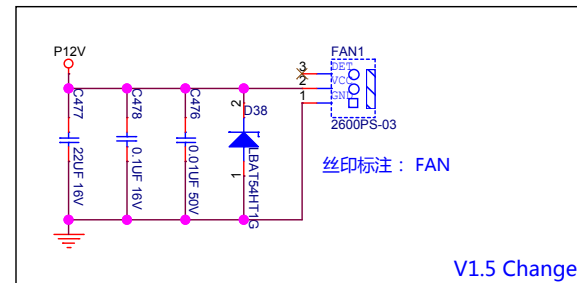 P12V
FAN1
3
DET
2
VCC
1
GND
2600PS-03
C477
22UF 16V
C478
0.1UF 16V
C476
0.01UF 50V
2
D38
1
LBAT54HT1G
丝印标注： FAN
V1.5 Change